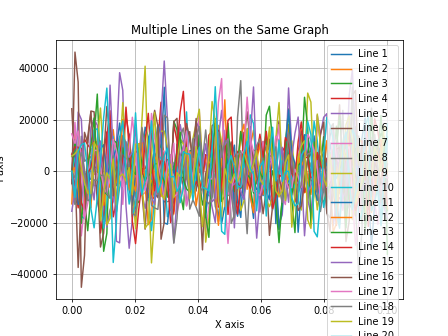 Multiple Lines on the Same Graph
40000
20000
0
−20000
−40000
0.00
0.02
0.04
0.06
X axis
Line 1
Line 2
Line 3
Line 4
Line 5
Line 6
Line 7
Line 8
Line 9
Line 10
Line 11
Line 12
Line 13
Line 14
Line 15
Line 16
Line 17
Line 18
Line 19
Line 20